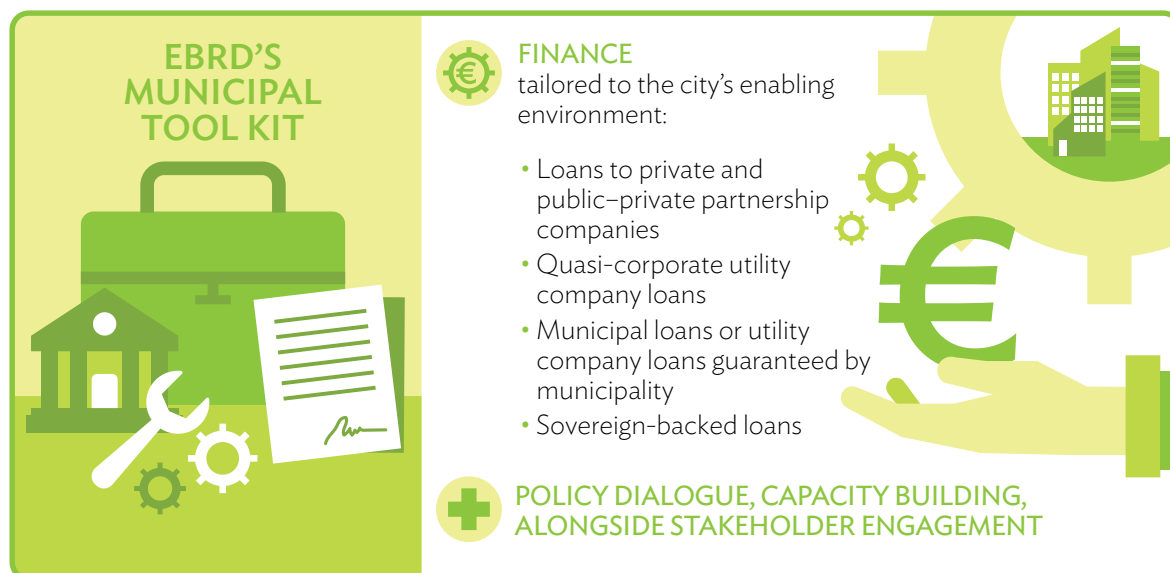 EBRD’S
MUNICIPAL
TOOL KIT
€
FINANCE
tailored to the city’s enabling
environment:
• Loans to private and
public–private partnership
companies
• Quasi-corporate utility
company loans
• Municipal loans or utility
company loans guaranteed by
municipality
• Sovereign-backed loans
€
POLICY DIALOGUE, CAPACITY BUILDING,
ALONGSIDE STAKEHOLDER ENGAGEMENT